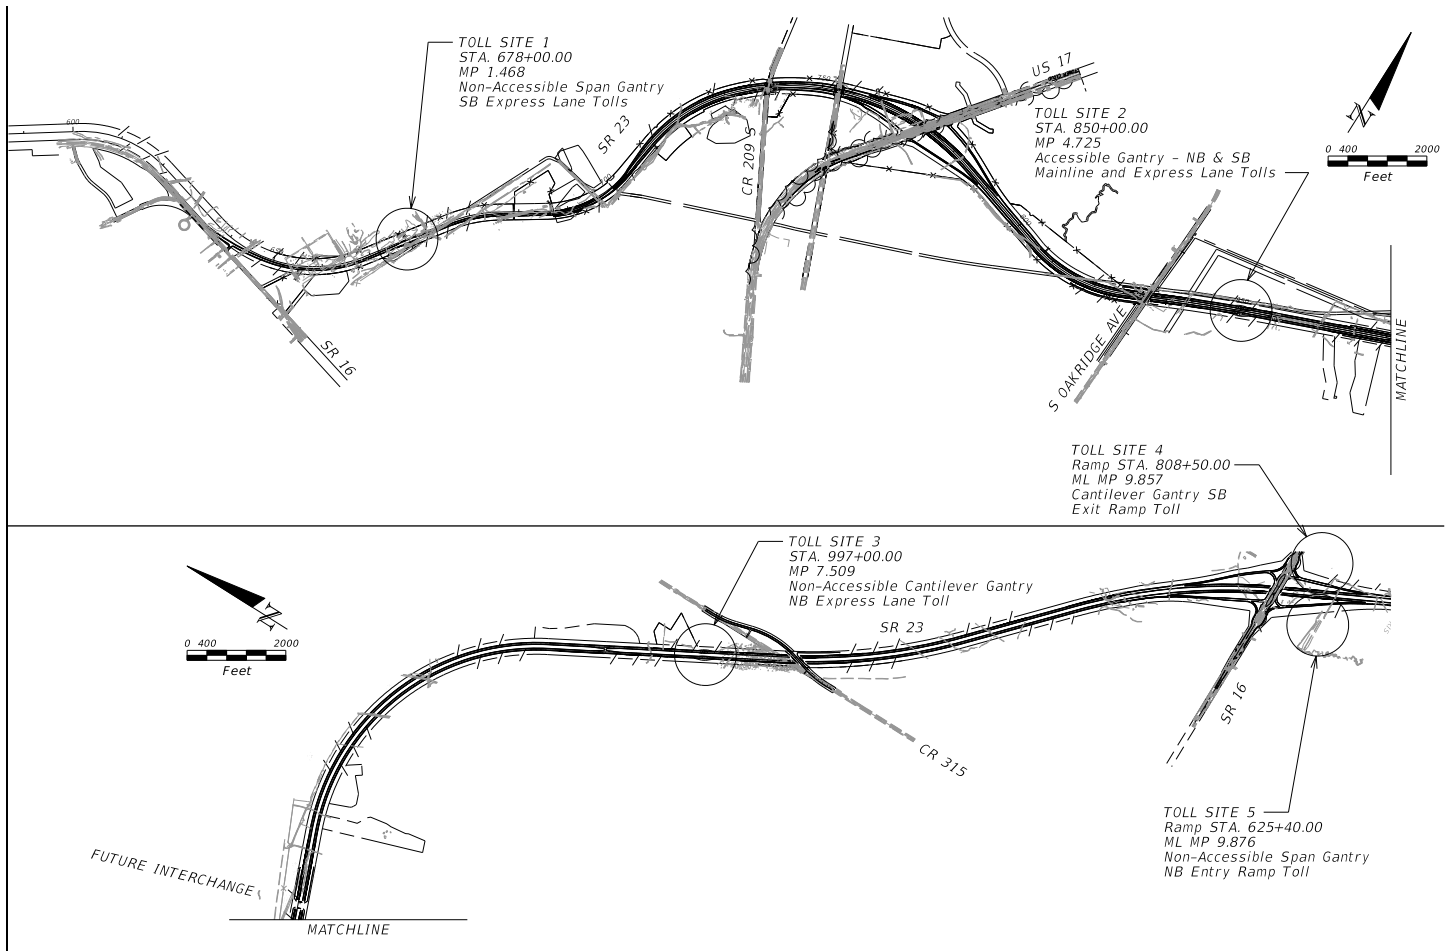 TOLL SITE 1
STA. 678+00.00
MP 1.468
Non-Accessible Span Gantry
SB Express Lane Tolls
600
SR 23
CR 209 S
US 17
TOLL SITE 2
STA. 850+00.00
MP 4.725
Accessible Gantry - NB & SB
Mainline and Express Lane Tolls
N
0 400 2000
Feet
SR 16
S OAKRIDGE AVE
MATCHLINE
TOLL SITE 4
Ramp STA. 808+50.00
ML MP 9.857
Cantilever Gantry SB
Exit Ramp Toll
TOLL SITE 3
STA. 997+00.00
MP 7.509
Non-Accessible Cantilever Gantry
NB Express Lane Toll
N
0 400 2000
Feet
SR 23
CR 315
SR 16
TOLL SITE 5
Ramp STA. 625+40.00
ML MP 9.876
Non-Accessible Span Gantry
NB Entry Ramp Toll
FUTURE INTERCHANGE
MATCHLINE